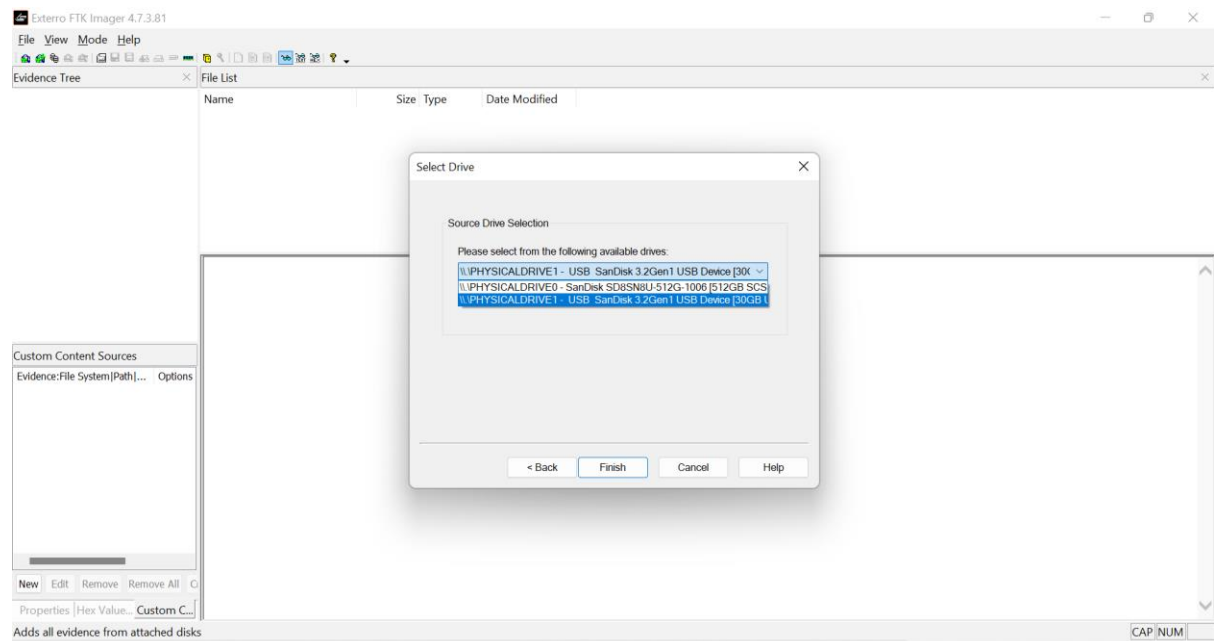 Exterro FTK Imager 4.7.3.81
File View Mode Help
Evidence Tree
File List
Name Size Type Date Modified
Select Drive
Source Drive Selection
Please select from the following available drives:
\\.\PHYSICALDRIVE1 - USB SanDisk 3.2Gen1 USB Device [30G
\\.\PHYSICALDRIVE0 - SanDisk SD8SN8U-512G-1006 [512GB SCS
\\.\PHYSICALDRIVE1 - USB SanDisk 3.2Gen1 USB Device [30GB U
< Back Finish Cancel Help
Custom Content Sources
Evidence:File System|Path|... Options
New Edit Remove Remove All
Properties Hex Value... Custom C...
Adds all evidence from attached disks
CAP NUM